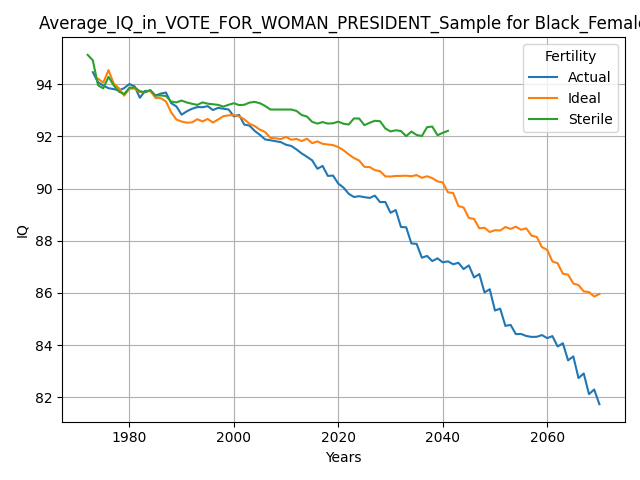 Average_IQ_in_VOTE_FOR_WOMAN_PRESIDENT_Sample for Black_Female
Fertility
Actual
Ideal
Sterile
94
92
90
88
86
84
82
IQ
1980 2000 2020 2040 2060
Years